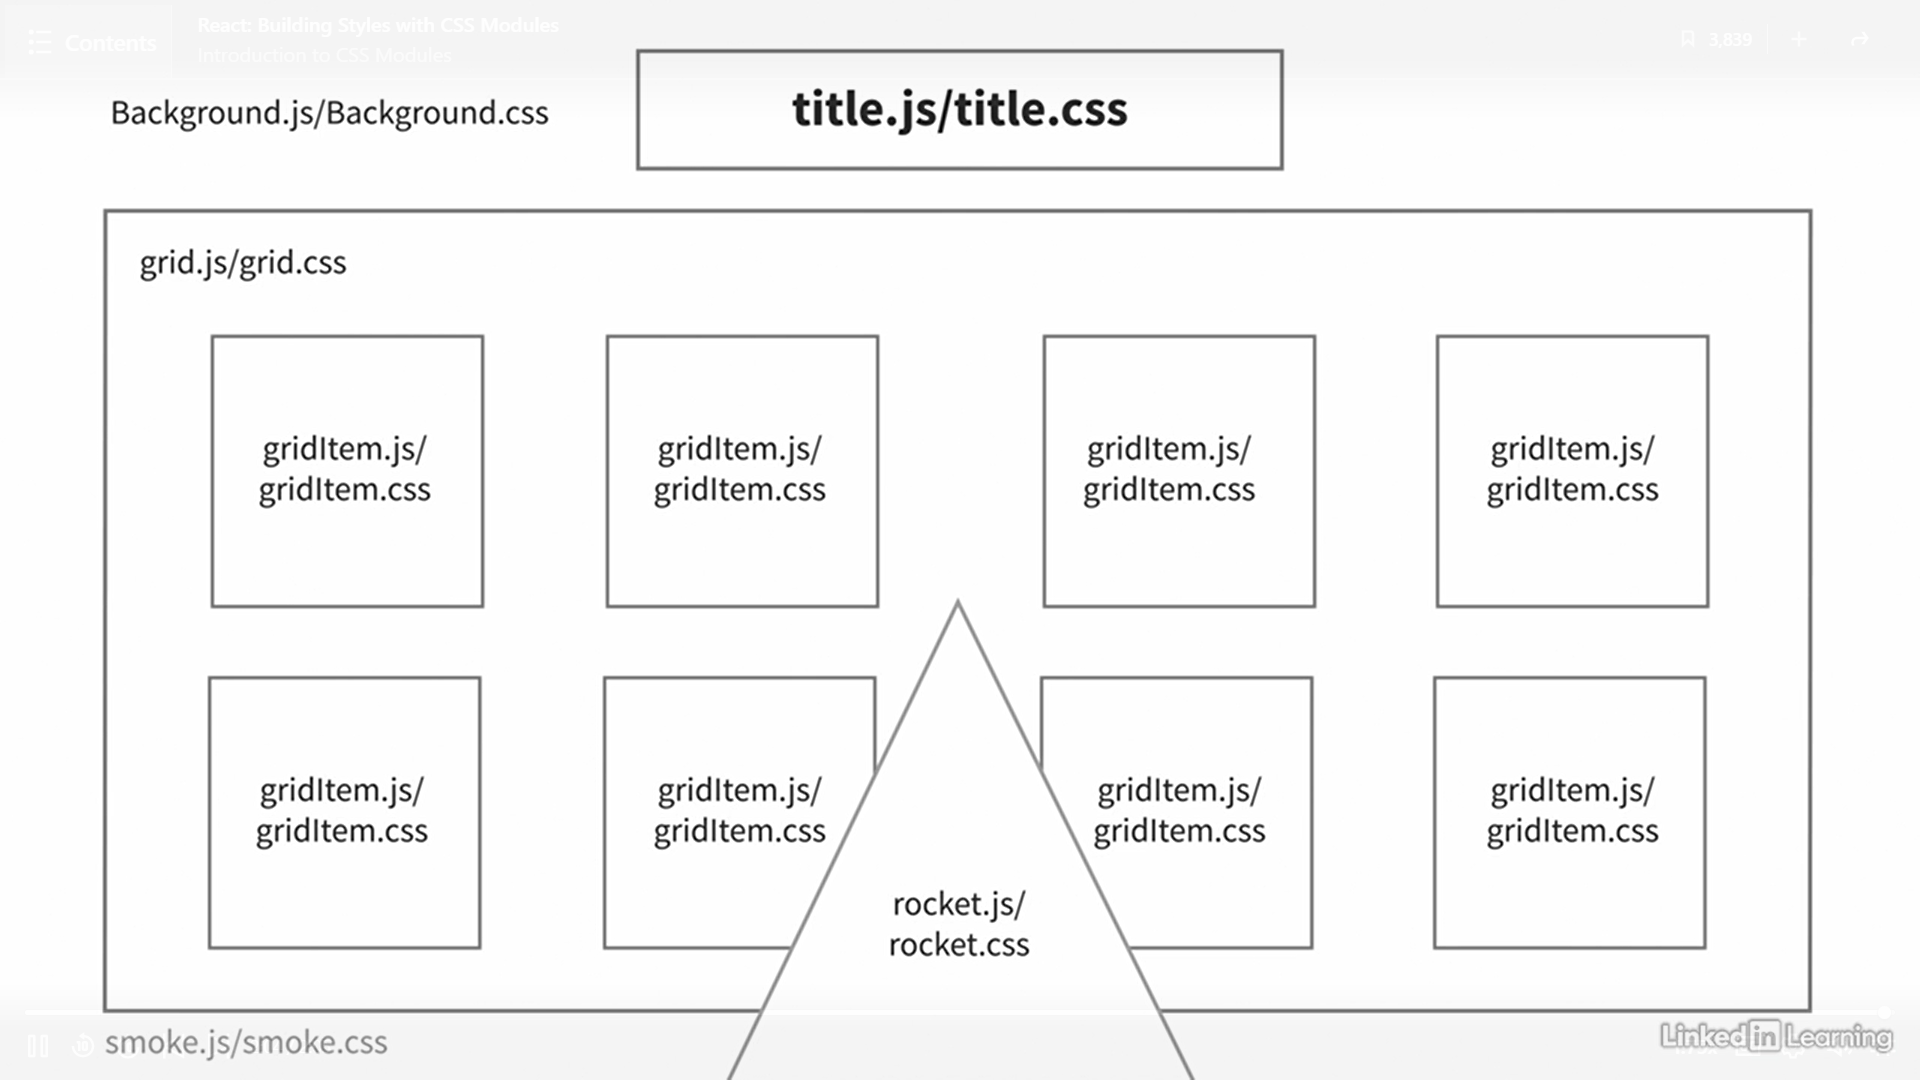 Contents
React: Building Styles with CSS Modules
Introduction to CSS Modules
3,839
Background.js/Background.css
title.js/title.css
grid.js/grid.css
gridItem.js/
gridItem.css
gridItem.js/
gridItem.css
gridItem.js/
gridItem.css
gridItem.js/
gridItem.css
gridItem.js/
gridItem.css
gridItem.js/
gridItem.css
gridItem.js/
gridItem.css
gridItem.js/
gridItem.css
rocket.js/
rocket.css
smoke.js/smoke.css
Linked in Learning